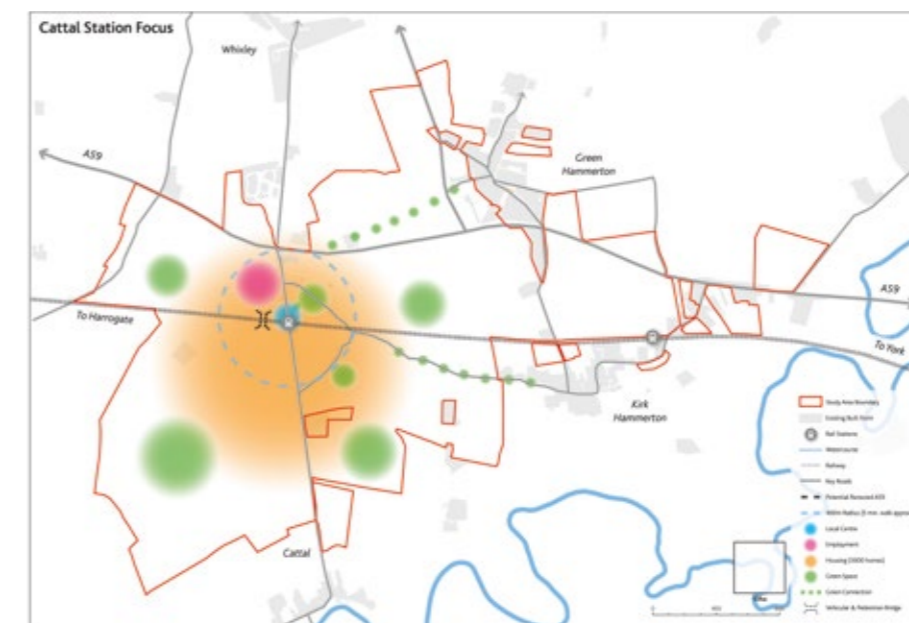 Cattal Station Focus
Whixley
A59
Green
Hammerton
To Harrogate
A59
To York
Kirk
Hammerton
Cattal
Study Area Boundary
Existing Built Form
Rail Stations
Watercourse
Railway
Key Roads
Potential Rerouted A59
Local Centre
Employment
Green Space
Green Connection
Vehicular & Pedestrian Bridge